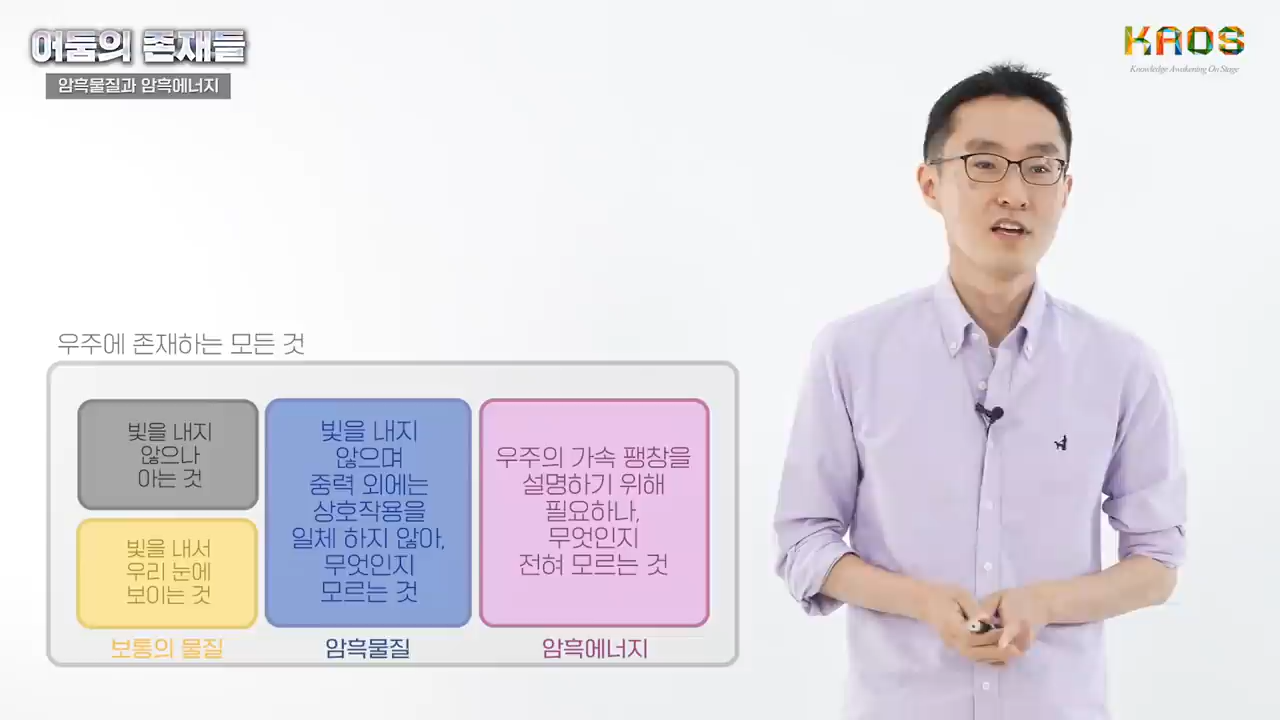 어둠의 존재들
암흑물질과 암흑에너지
KAOS
Knowledge Awakening On Stage
우주에 존재하는 모든 것
빛을 내지
않으나
아는 것
빛을 내서
우리 눈에
보이는 것
보통의 물질
빛을 내지
않으며
중력 외에는
상호작용을
일체 하지 않아,
무엇인지
모르는 것
암흑물질
우주의 가속 팽창을
설명하기 위해
필요하나,
무엇인지
전혀 모르는 것
암흑에너지